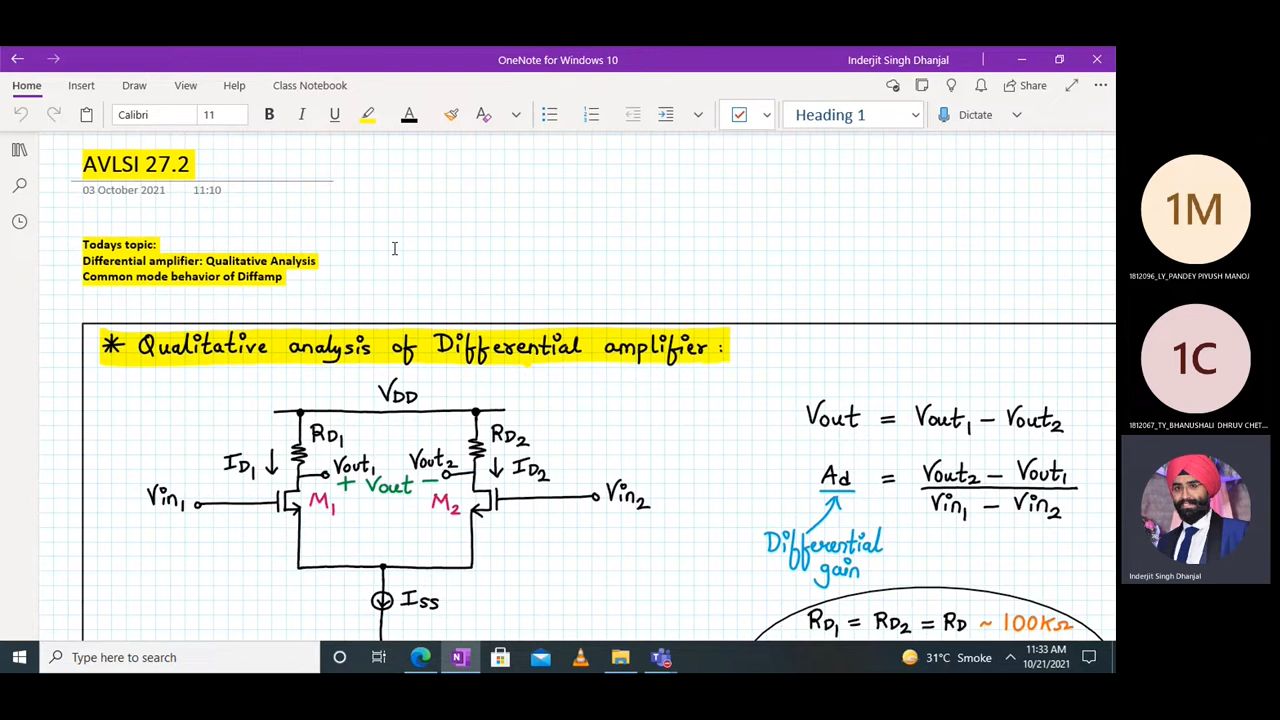 OneNote for Windows 10
Inderjit Singh Dhanjal
Home Insert Draw View Help Class Notebook
Share
Calibri 11 B I U A A Heading 1 Dictate
AVLSI 27.2
03 October 2021 11:10
Todays topic:
Differential amplifier: Qualitative Analysis
Common mode behavior of Diffamp
* Qualitative analysis of Differential amplifier :
VDD
RD1 RD2
ID1 Vout1 Vout2 ID2
+ Vout -
Vin1 M1 M2 Vin2
ISS
Vout = Vout1 - Vout2
Ad = Vout2 - Vout1
Vin1 - Vin2
Differential
gain
RD1 = RD2 = RD ~ 100KΩ
1M
1812096_LY_PANDEY PIYUSH MANOJ
1C
1812067_TY_BHANUSHALI DHRUV CHET...
Inderjit Singh Dhanjal
Type here to search
31°C Smoke
11:33 AM
10/21/2021